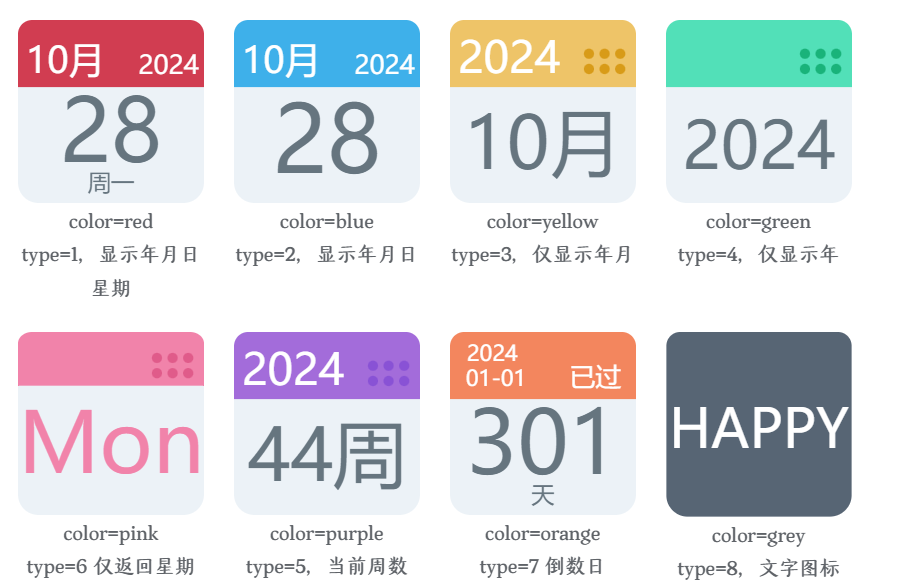 10月 2024
28
周一
color=red
type=1，显示年月日
星期
10月 2024
28
color=blue
type=2，显示年月日
2024
10月
color=yellow
type=3，仅显示年月
2024
color=green
type=4，仅显示年
Mon
color=pink
type=6 仅返回星期
2024
44周
color=purple
type=5，当前周数
2024
01-01 已过
301
天
color=orange
type=7 倒数日
HAPPY
color=grey
type=8，文字图标